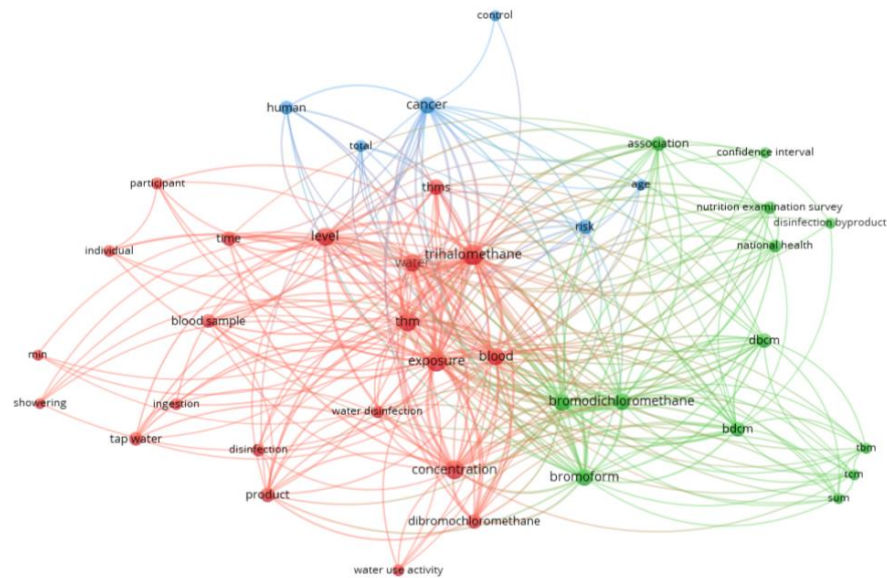 control
human
cancer
total
association
confidence interval
participant
thms
age
nutrition examination survey
disinfection byproduct
individual
time
level
risk
national health
water
trihalomethane
blood sample
thm
dbcm
min
exposure
blood
showering
ingestion
water disinfection
bromodichloromethane
tap water
disinfection
bdcm
concentration
bromoform
tbm
tcm
product
sum
dibromochloromethane
water use activity